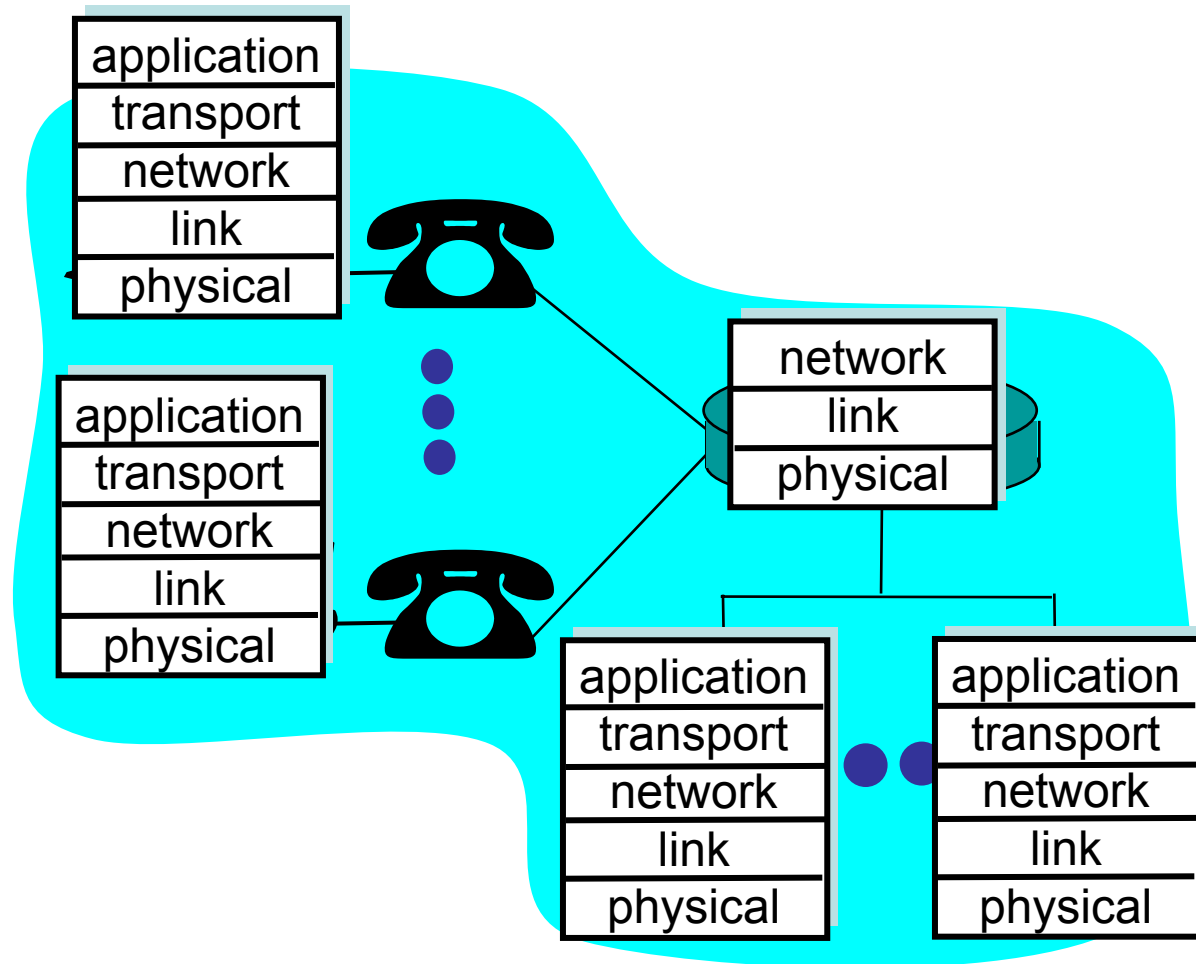 application
transport
network
link
physical
application
transport
network
link
physical
network
link
physical
application
transport
network
link
physical
application
transport
network
link
physical